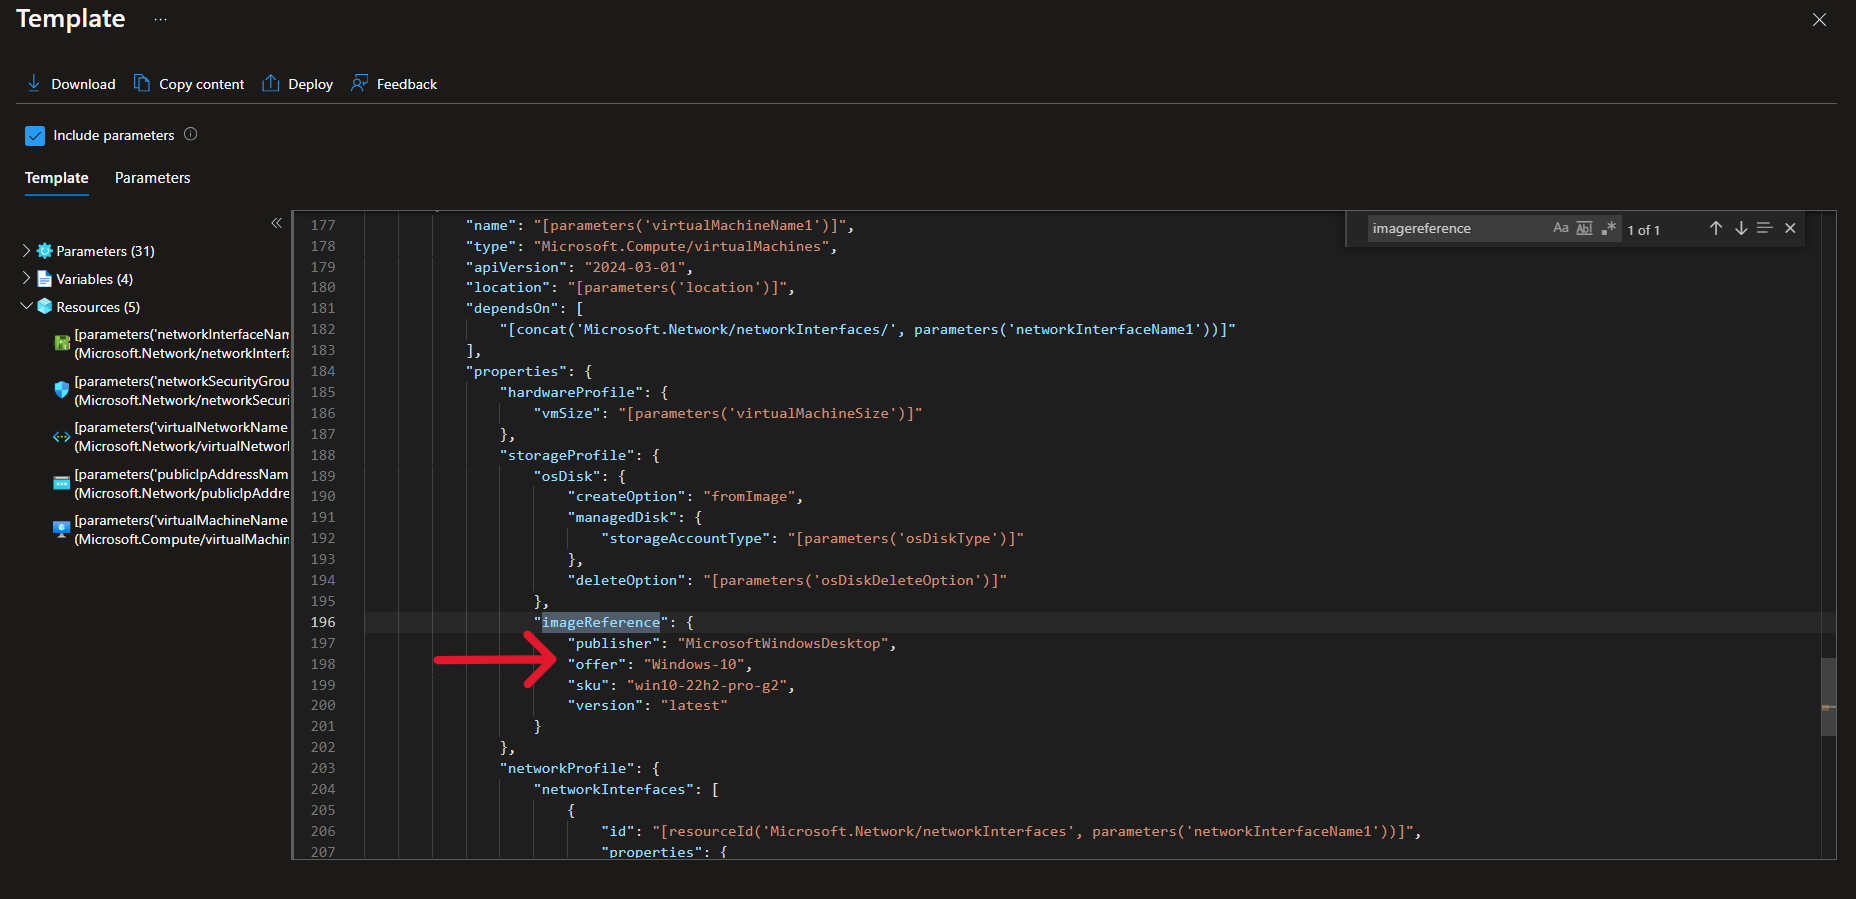 Template ...
Download Copy content Deploy Feedback
Include parameters
Template Parameters
Parameters (31)
Variables (4)
Resources (5)
[parameters('networkInterfaceNam
(Microsoft.Network/networkInterfa
[parameters('networkSecurityGrou
(Microsoft.Network/networkSecuri
[parameters('virtualNetworkName
(Microsoft.Network/virtualNetwor
[parameters('publicIpAddressNam
(Microsoft.Network/publicIpAddre
[parameters('virtualMachineName
(Microsoft.Compute/virtualMachin
imagereference Aa Abl .* 1 of 1
177 "name": "[parameters('virtualMachineName1')]",
178 "type": "Microsoft.Compute/virtualMachines",
179 "apiVersion": "2024-03-01",
180 "location": "[parameters('location')]",
181 "dependsOn": [
182 "[concat('Microsoft.Network/networkInterfaces/', parameters('networkInterfaceName1'))]"
183 ],
184 "properties": {
185 "hardwareProfile": {
186 "vmSize": "[parameters('virtualMachineSize')]"
187 },
188 "storageProfile": {
189 "osDisk": {
190 "createOption": "fromImage",
191 "managedDisk": {
192 "storageAccountType": "[parameters('osDiskType')]"
193 },
194 "deleteOption": "[parameters('osDiskDeleteOption')]"
195 },
196 "imageReference": {
197 "publisher": "MicrosoftWindowsDesktop",
198 "offer": "Windows-10",
199 "sku": "win10-22h2-pro-g2",
200 "version": "latest"
201 }
202 },
203 "networkProfile": {
204 "networkInterfaces": [
205 {
206 "id": "[resourceId('Microsoft.Network/networkInterfaces', parameters('networkInterfaceName1'))]",
207 "properties": {